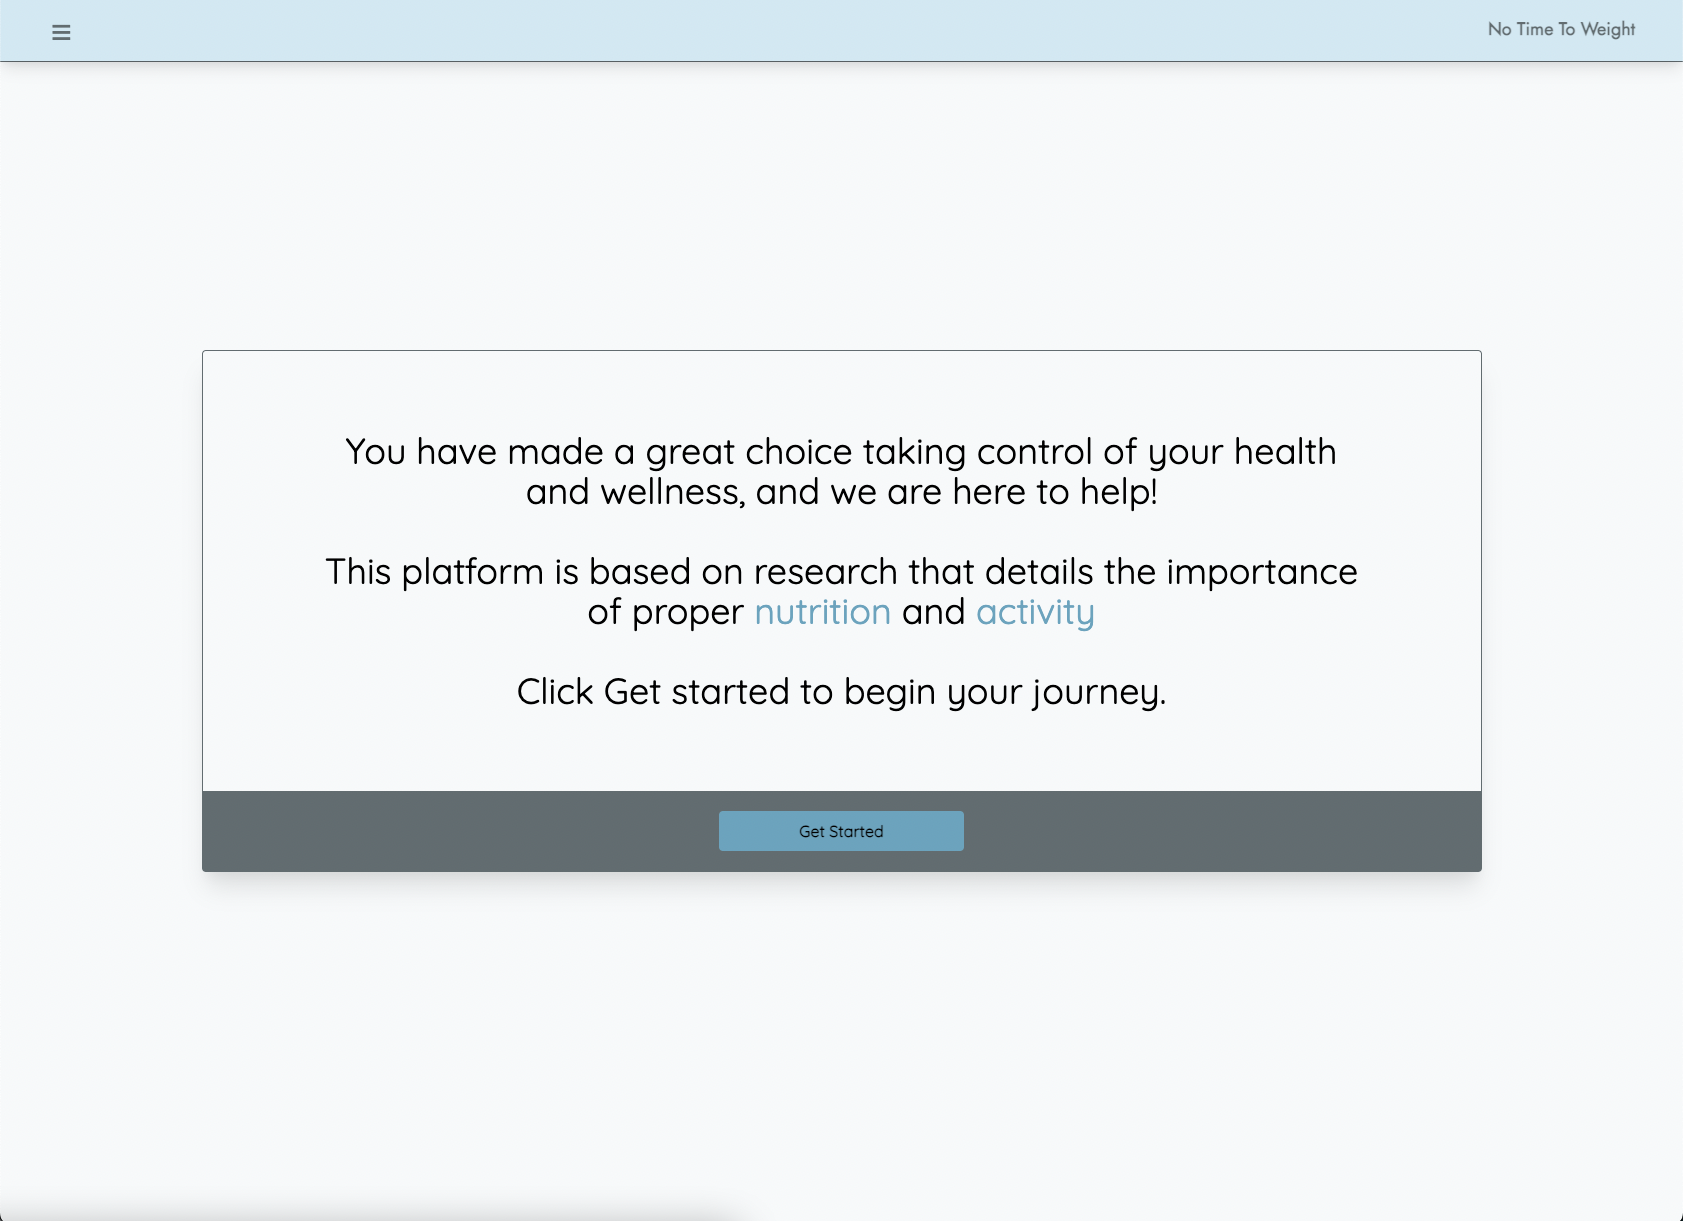 No Time To Weight
You have made a great choice taking control of your health
and wellness, and we are here to help!
This platform is based on research that details the importance
of proper nutrition and activity
Click Get started to begin your journey.
Get Started